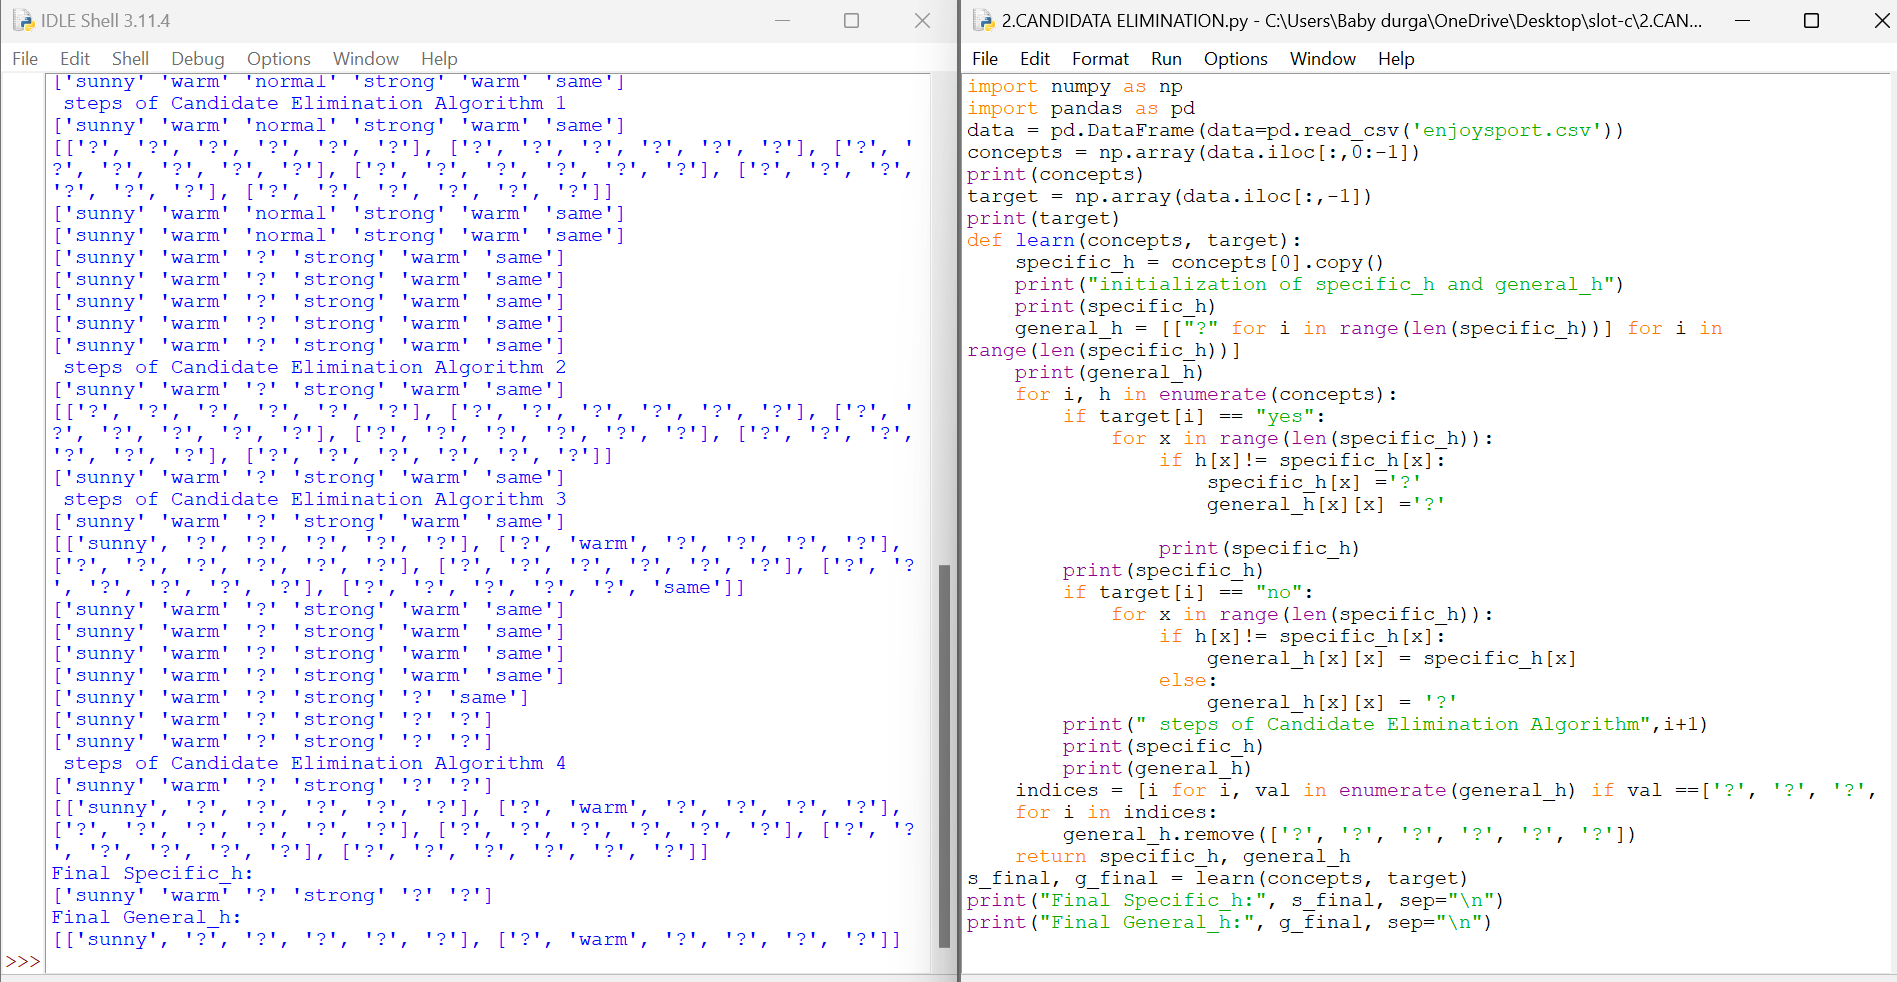 IDLE Shell 3.11.4
File Edit Shell Debug Options Window Help
['sunny' 'warm' 'normal' 'strong' 'warm' 'same']
 steps of Candidate Elimination Algorithm 1
['sunny' 'warm' 'normal' 'strong' 'warm' 'same']
[['?', '?', '?', '?', '?', '?'], ['?', '?', '?', '?', '?', '?'], ['?', '
?', '?', '?', '?', '?'], ['?', '?', '?', '?', '?', '?'], ['?', '?', '?',
'?', '?', '?'], ['?', '?', '?', '?', '?', '?']]
['sunny' 'warm' 'normal' 'strong' 'warm' 'same']
['sunny' 'warm' 'normal' 'strong' 'warm' 'same']
['sunny' 'warm' '?' 'strong' 'warm' 'same']
['sunny' 'warm' '?' 'strong' 'warm' 'same']
['sunny' 'warm' '?' 'strong' 'warm' 'same']
['sunny' 'warm' '?' 'strong' 'warm' 'same']
['sunny' 'warm' '?' 'strong' 'warm' 'same']
 steps of Candidate Elimination Algorithm 2
['sunny' 'warm' '?' 'strong' 'warm' 'same']
[['?', '?', '?', '?', '?', '?'], ['?', '?', '?', '?', '?', '?'], ['?', '
?', '?', '?', '?', '?'], ['?', '?', '?', '?', '?', '?'], ['?', '?', '?',
'?', '?', '?'], ['?', '?', '?', '?', '?', '?']]
['sunny' 'warm' '?' 'strong' 'warm' 'same']
 steps of Candidate Elimination Algorithm 3
['sunny' 'warm' '?' 'strong' 'warm' 'same']
[['sunny', '?', '?', '?', '?', '?'], ['?', 'warm', '?', '?', '?', '?'],
['?', '?', '?', '?', '?', '?'], ['?', '?', '?', '?', '?', '?'], ['?', '?
', '?', '?', '?', '?'], ['?', '?', '?', '?', '?', 'same']]
['sunny' 'warm' '?' 'strong' 'warm' 'same']
['sunny' 'warm' '?' 'strong' 'warm' 'same']
['sunny' 'warm' '?' 'strong' 'warm' 'same']
['sunny' 'warm' '?' 'strong' 'warm' 'same']
['sunny' 'warm' '?' 'strong' '?' 'same']
['sunny' 'warm' '?' 'strong' '?' '?']
['sunny' 'warm' '?' 'strong' '?' '?']
 steps of Candidate Elimination Algorithm 4
['sunny' 'warm' '?' 'strong' '?' '?']
[['sunny', '?', '?', '?', '?', '?'], ['?', 'warm', '?', '?', '?', '?'],
['?', '?', '?', '?', '?', '?'], ['?', '?', '?', '?', '?', '?'], ['?', '?
', '?', '?', '?', '?'], ['?', '?', '?', '?', '?', '?']]
Final Specific_h:
['sunny' 'warm' '?' 'strong' '?' '?']
Final General_h:
[['sunny', '?', '?', '?', '?', '?'], ['?', 'warm', '?', '?', '?', '?']]
>>>
2.CANDIDATA ELIMINATION.py - C:\Users\Baby durga\OneDrive\Desktop\slot-c\2.CAN...
File Edit Format Run Options Window Help
import numpy as np
import pandas as pd
data = pd.DataFrame(data=pd.read_csv('enjoysport.csv'))
concepts = np.array(data.iloc[:,0:-1])
print(concepts)
target = np.array(data.iloc[:,-1])
print(target)
def learn(concepts, target):
    specific_h = concepts[0].copy()
    print("initialization of specific_h and general_h")
    print(specific_h)
    general_h = [["?" for i in range(len(specific_h))] for i in
range(len(specific_h))]
    print(general_h)
    for i, h in enumerate(concepts):
        if target[i] == "yes":
            for x in range(len(specific_h)):
                if h[x]!= specific_h[x]:
                    specific_h[x] ='?'
                    general_h[x][x] ='?'
                print(specific_h)
        print(specific_h)
        if target[i] == "no":
            for x in range(len(specific_h)):
                if h[x]!= specific_h[x]:
                    general_h[x][x] = specific_h[x]
                else:
                    general_h[x][x] = '?'
        print(" steps of Candidate Elimination Algorithm",i+1)
        print(specific_h)
        print(general_h)
    indices = [i for i, val in enumerate(general_h) if val ==['?', '?', '?',
    for i in indices:
        general_h.remove(['?', '?', '?', '?', '?', '?'])
    return specific_h, general_h
s_final, g_final = learn(concepts, target)
print("Final Specific_h:", s_final, sep="\n")
print("Final General_h:", g_final, sep="\n")